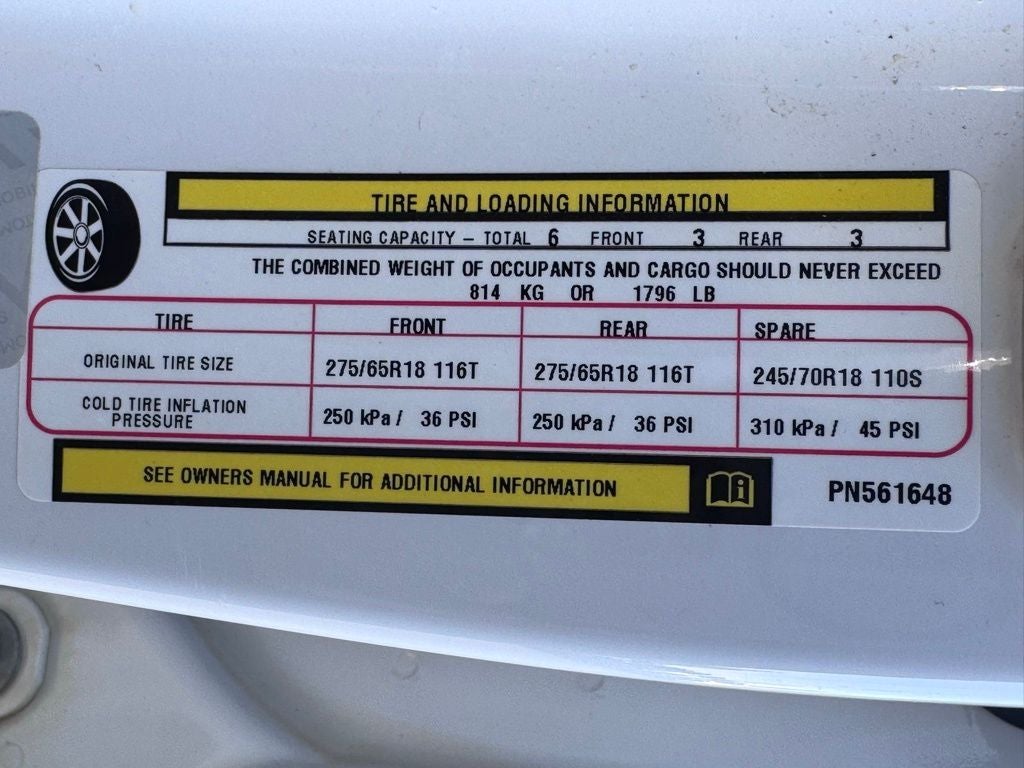 TIRE AND LOADING INFORMATION
SEATING CAPACITY – TOTAL 6 FRONT 3 REAR 3
THE COMBINED WEIGHT OF OCCUPANTS AND CARGO SHOULD NEVER EXCEED
814 KG OR 1796 LB
TIRE FRONT REAR SPARE
ORIGINAL TIRE SIZE 275/65R18 116T 275/65R18 116T 245/70R18 110S
COLD TIRE INFLATION
PRESSURE 250 kPa / 36 PSI 250 kPa / 36 PSI 310 kPa / 45 PSI
SEE OWNERS MANUAL FOR ADDITIONAL INFORMATION
PN561648